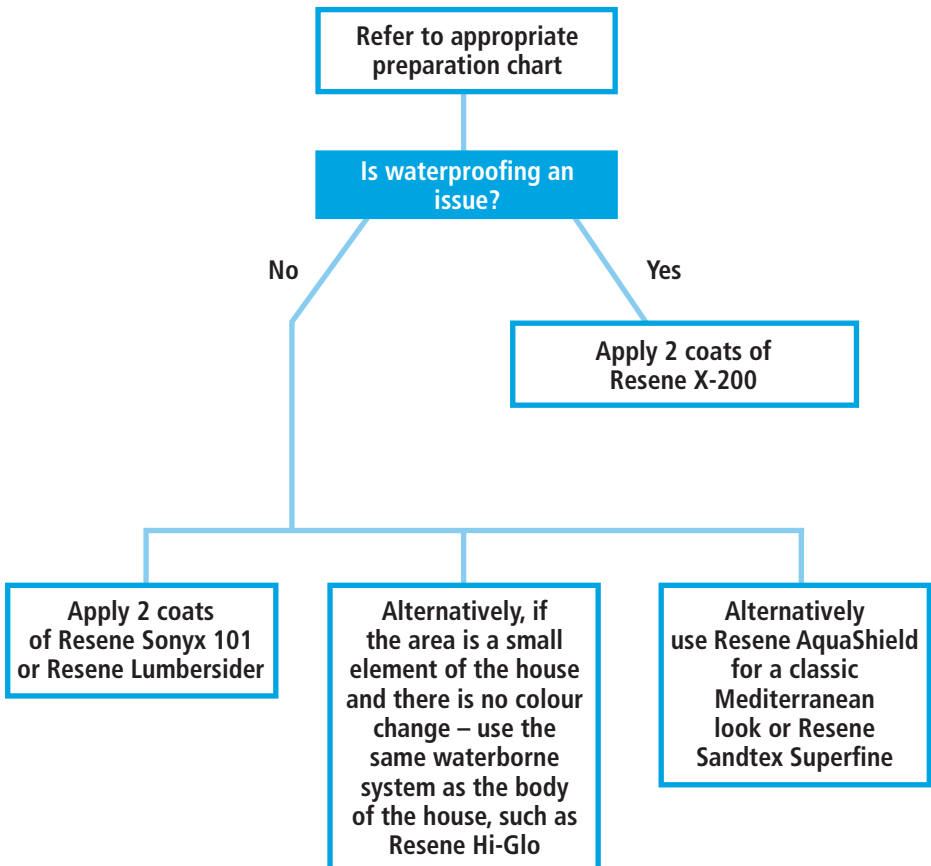 Refer to appropriate
preparation chart
Is waterproofing an
issue?
No
Yes
Apply 2 coats of
Resene X-200
Apply 2 coats
of Resene Sonyx 101
or Resene Lumbersider
Alternatively, if
the area is a small
element of the house
and there is no colour
change – use the
same waterborne
system as the body
of the house, such as
Resene Hi-Glo
Alternatively
use Resene AquaShield
for a classic
Mediterranean
look or Resene
Sandtex Superfine